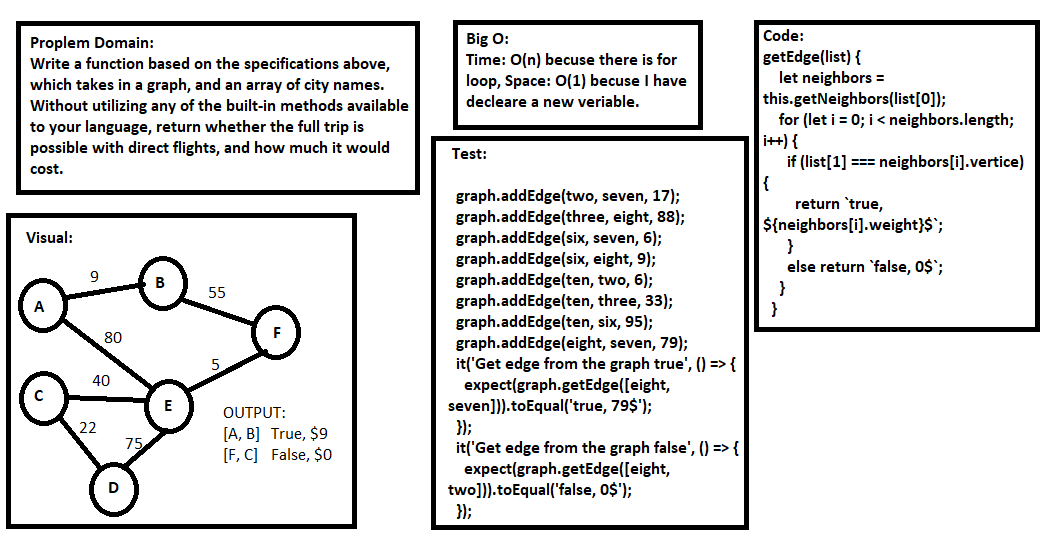 Proplem Domain:
Write a function based on the specifications above,
which takes in a graph, and an array of city names.
Without utilizing any of the built-in methods available
to your language, return whether the full trip is
possible with direct flights, and how much it would
cost.
Visual:
A
B
C
D
E
F
9
55
80
5
40
22
75
OUTPUT:
[A, B] True, $9
[F, C] False, $0
Big O:
Time: O(n) becuse there is for
loop, Space: O(1) becuse I have
decleare a new veriable.
Test:
graph.addEdge(two, seven, 17);
graph.addEdge(three, eight, 88);
graph.addEdge(six, seven, 6);
graph.addEdge(six, eight, 9);
graph.addEdge(ten, two, 6);
graph.addEdge(ten, three, 33);
graph.addEdge(ten, six, 95);
graph.addEdge(eight, seven, 79);
it('Get edge from the graph true', () => {
expect(graph.getEdge([eight,
seven])).toEqual('true, 79$');
});
it('Get edge from the graph false', () => {
expect(graph.getEdge([eight,
two])).toEqual('false, 0$');
});
Code:
getEdge(list) {
let neighbors =
this.getNeighbors(list[0]);
for (let i = 0; i < neighbors.length;
i++) {
if (list[1] === neighbors[i].vertice)
{
return `true,
${neighbors[i].weight}$`;
}
else return `false, 0$`;
}
}